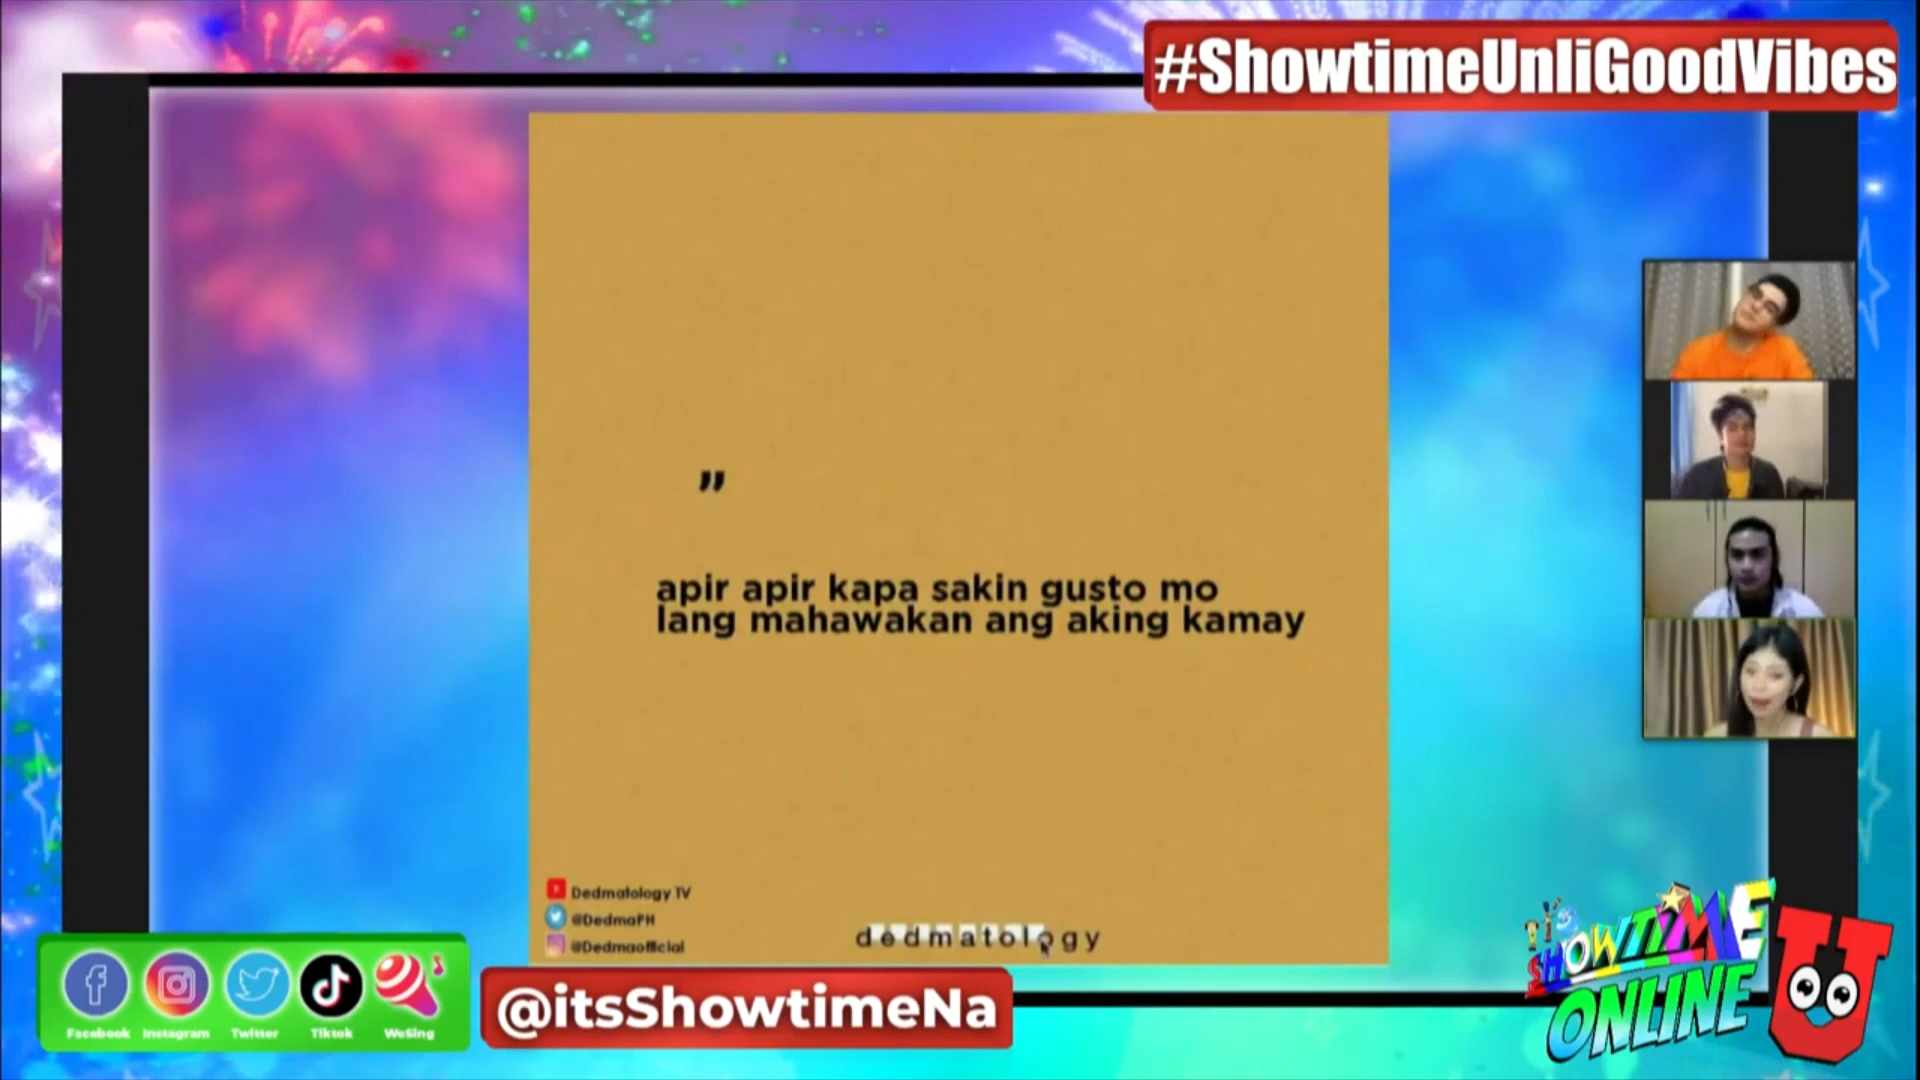 #ShowtimeUnliGoodVibes
"
apir apir kapa sakin gusto mo
lang mahawakan ang aking kamay
Dedmatology TV
@DedmaPH
@Dedmaofficial
dedmatology
Facebook
Instagram
Twitter
Tiktok
WeSing
@itsShowtimeNa
IT'S
SHOWTIME
ONLINE
U